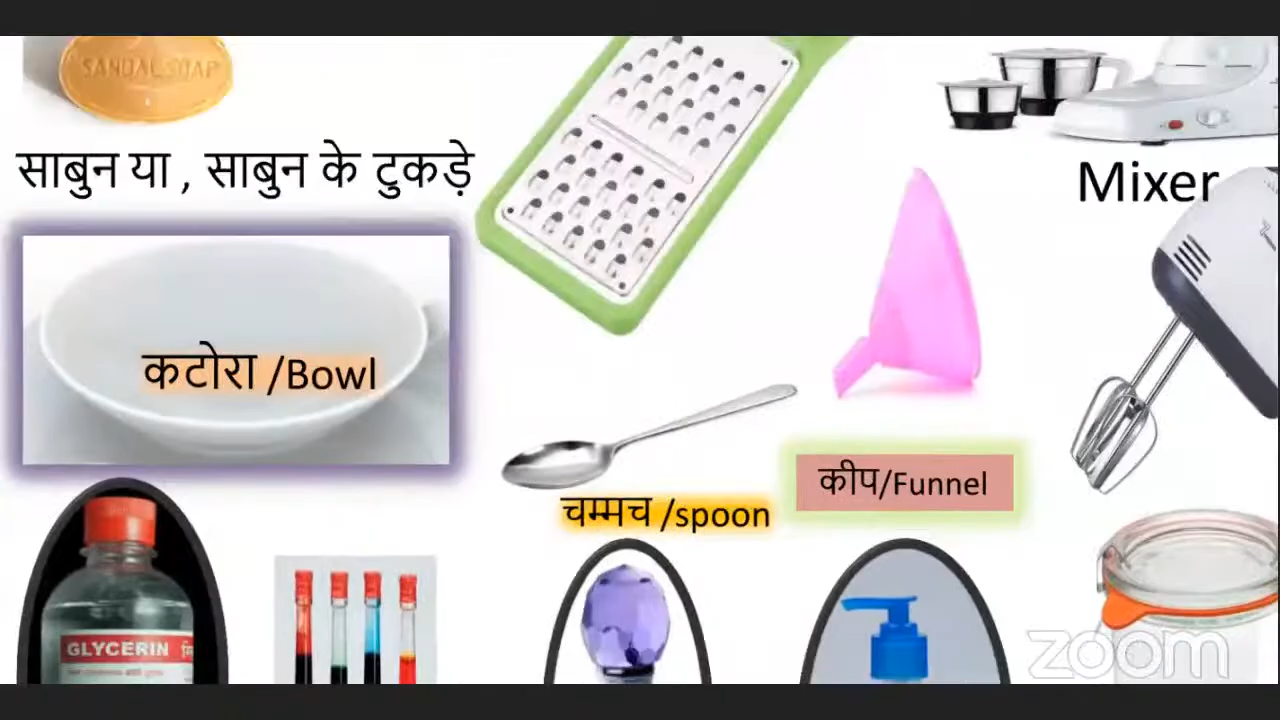 SANDAL SOAP
साबुन या , साबुन के टुकड़े
Mixer
कटोरा /Bowl
कीप/Funnel
चम्मच /spoon
GLYCERIN
zoom